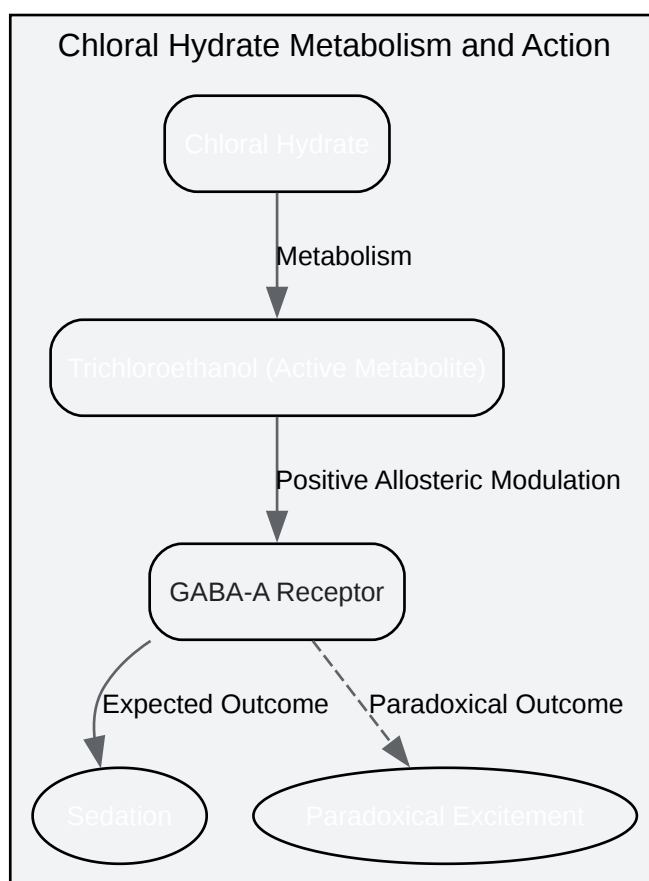 Chloral Hydrate Metabolism and Action
Chloral Hydrate
Metabolism
Trichloroethanol (Active Metabolite)
Positive Allosteric Modulation
GABA-A Receptor
Expected Outcome
Paradoxical Outcome
Sedation
Paradoxical Excitement